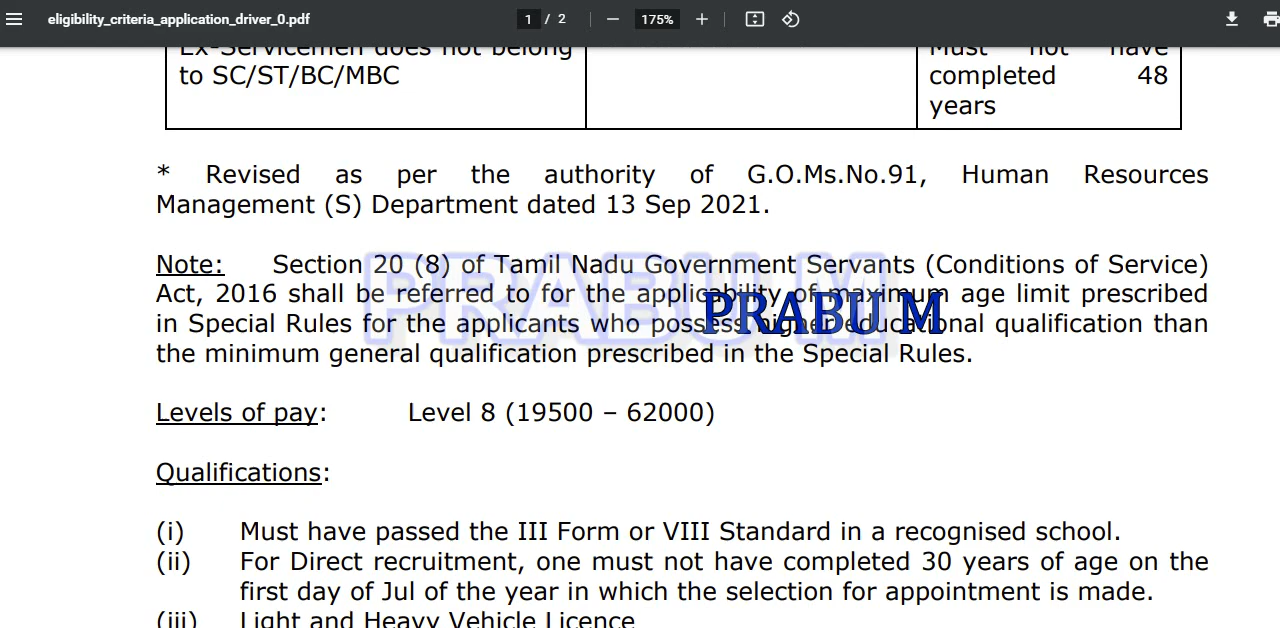 eligibility_criteria_application_driver_0.pdf
1 / 2
175%
Ex-Servicemen does not belong
to SC/ST/BC/MBC
Must not have
completed 48
years
* Revised as per the authority of G.O.Ms.No.91, Human Resources
Management (S) Department dated 13 Sep 2021.
Note: Section 20 (8) of Tamil Nadu Government Servants (Conditions of Service)
Act, 2016 shall be referred to for the applicability of maximum age limit prescribed
in Special Rules for the applicants who possess higher educational qualification than
the minimum general qualification prescribed in the Special Rules.
PRABU M
PRABU M
Levels of pay: Level 8 (19500 – 62000)
Qualifications:
(i) Must have passed the III Form or VIII Standard in a recognised school.
(ii) For Direct recruitment, one must not have completed 30 years of age on the
first day of Jul of the year in which the selection for appointment is made.
(iii) Light and Heavy Vehicle Licence